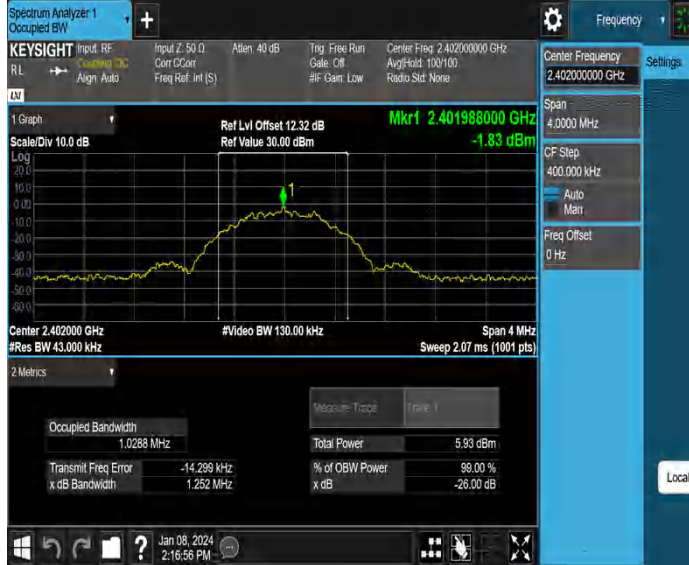 Spectrum Analyzer 1
Occupied BW
+
Frequency
KEYSIGHT
RL
Input: RF
Coupling: DC
Align: Auto
Input Z: 50 Ω
Corr CCorr
Freq Ref: Int (S)
Atten: 40 dB
Trig: Free Run
Gate: Off
#IF Gain: Low
Center Freq: 2.402000000 GHz
Avg|Hold: 100/100
Radio Std: None
Center Frequency
2.402000000 GHz
Settings
Span
4.0000 MHz
CF Step
400.000 kHz
Auto
Man
Freq Offset
0 Hz
1 Graph
Scale/Div 10.0 dB
Ref Lvl Offset 12.32 dB
Ref Value 30.00 dBm
Mkr1 2.401988000 GHz
-1.83 dBm
Log
20.0
10.0
0.00
-10.0
-20.0
-30.0
-40.0
-50.0
-60.0
1
Center 2.402000 GHz
#Video BW 130.00 kHz
Span 4 MHz
#Res BW 43.000 kHz
Sweep 2.07 ms (1001 pts)
2 Metrics
Measure Trace
Trace 1
Occupied Bandwidth
1.0288 MHz
Total Power
5.93 dBm
Transmit Freq Error
-14.299 kHz
% of OBW Power
99.00 %
x dB Bandwidth
1.252 MHz
x dB
-26.00 dB
Local
?
Jan 08, 2024
2:16:56 PM